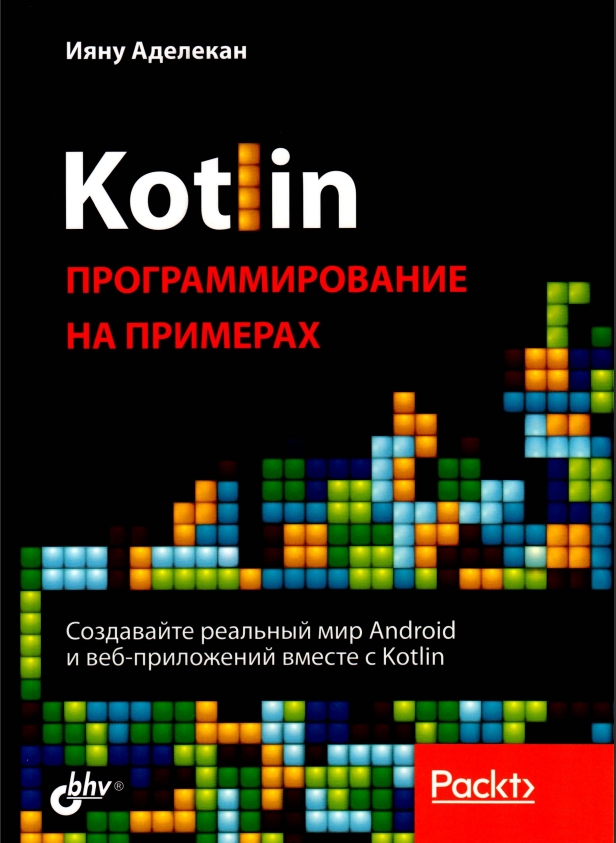 Ияну Аделекан
Kotlin
ПРОГРАММИРОВАНИЕ
НА ПРИМЕРАХ
Создавайте реальный мир Android
и веб-приложений вместе с Kotlin
bhv®
Packt>